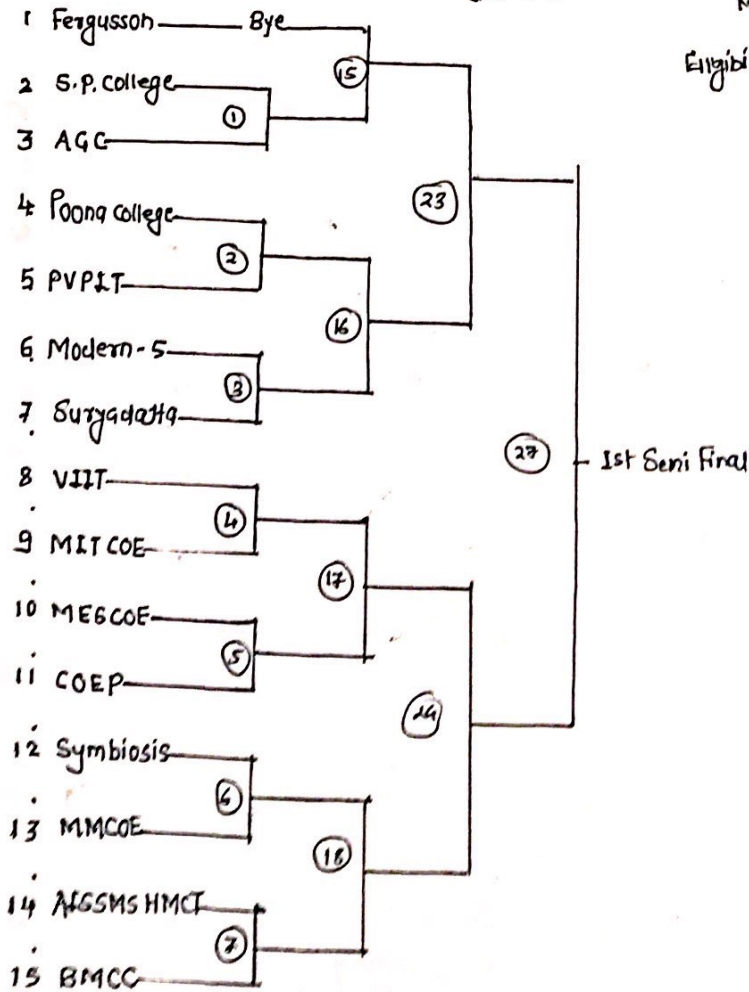 1 Fergusson Bye
15
Eligibi
2 S.P. College
1
3 AGC
4 Poona College
23
2
5 PVPIT
16
6. Modern-5
3
7. Suryadatta
27
1st Semi Final
8 VIIT
4
9 MITCOE
17
10 MESCOE
5
11 COEP
24
12 Symbiosis
6
13 MMCOE
18
14 AISSMS HMCT
7
15 BMCC